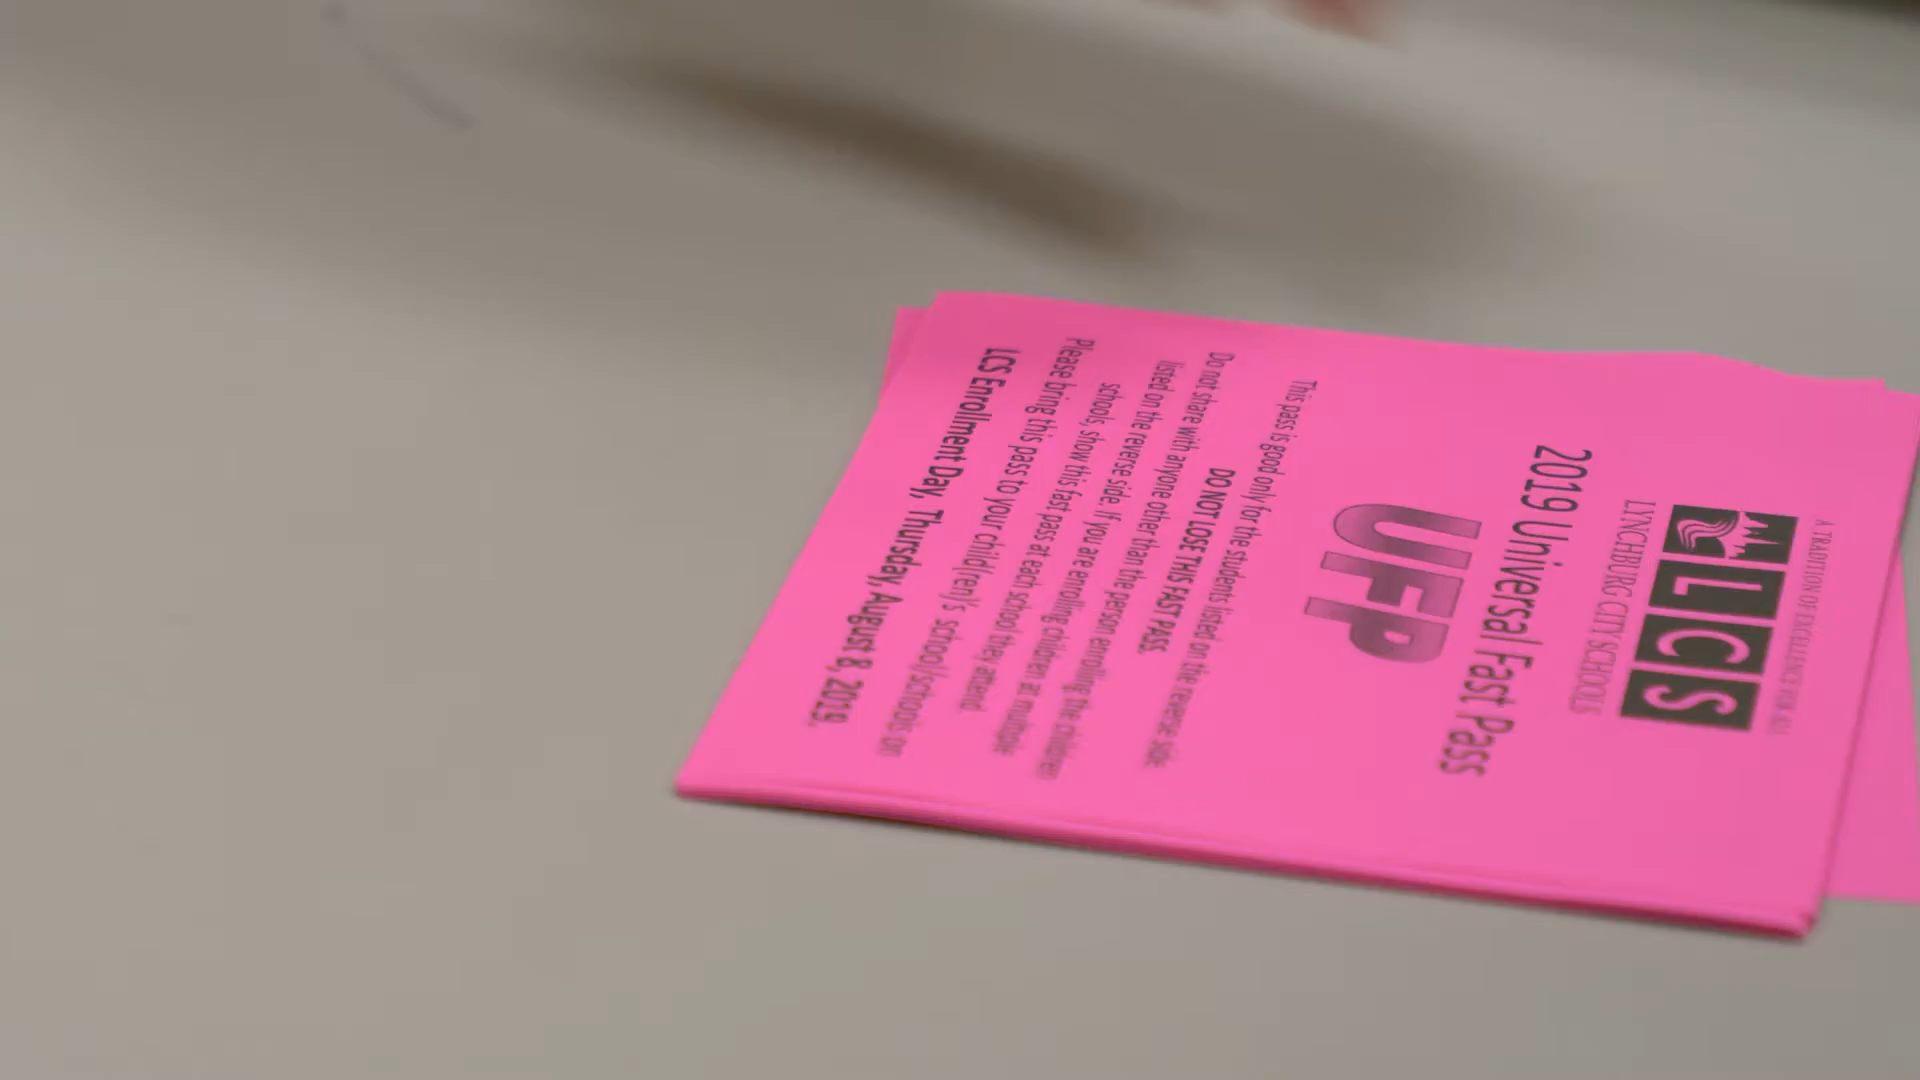 A TRADITION OF EXCELLENCE FOR ALL
LCS
LYNCHBURG CITY SCHOOLS
2019 Universal Fast Pass
UFP
This pass is good only for the students listed on the reverse side
DO NOT LOSE THIS FAST PASS.
Do not share with anyone other than the person enrolling the children
listed on the reverse side. If you are enrolling children at multiple
schools, show this fast pass at each school they attend.
Please bring this pass to your child(ren)'s school/schools on
LCS Enrollment Day, Thursday, August 8, 2019.